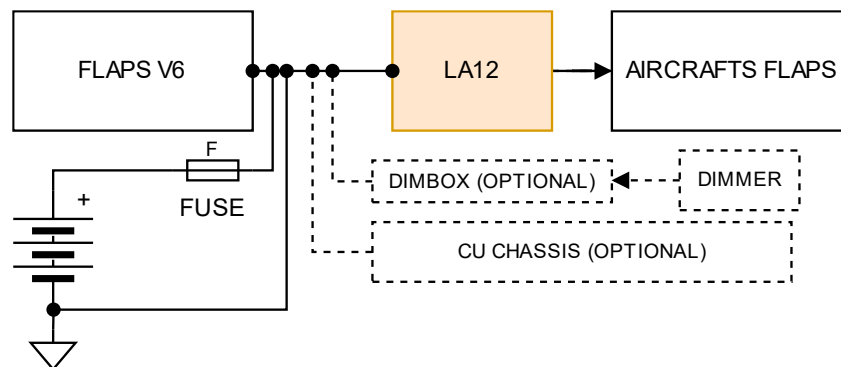 FLAPS V6
LA12
AIRCRAFTS FLAPS
F
FUSE
+
DIMBOX (OPTIONAL)
DIMMER
CU CHASSIS (OPTIONAL)